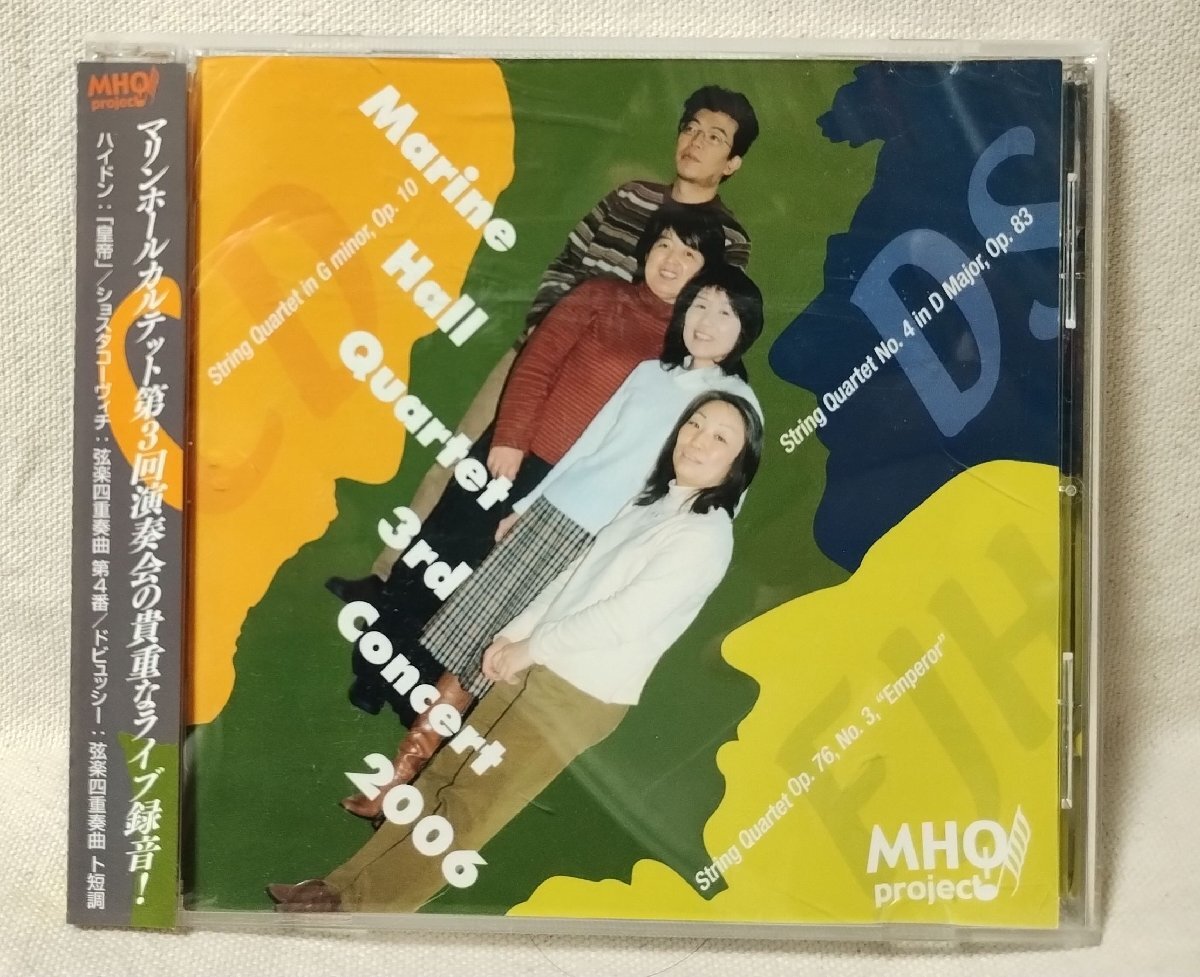 MHQ
project
マリンホールカルテット第3回演奏会の貴重なライブ録音!
ハイドン:「皇帝」/ショスタコーヴィチ:弦楽四重奏曲 第4番/ドビュッシー:弦楽四重奏曲 ト短調
Marine
Hall
Quartet
3rd
Concert
2006
CD
String Quartet in G minor, Op. 10
DS
String Quartet No. 4 in D Major, Op. 83
FJH
String Quartet Op. 76, No. 3, "Emperor"
MHQ
project